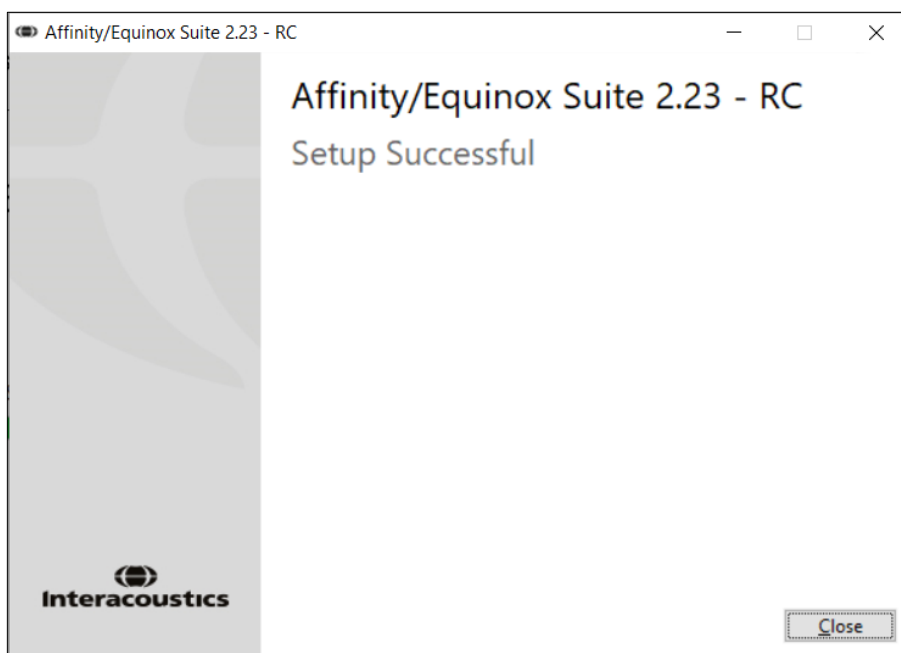 Affinity/Equinox Suite 2.23 - RC
Affinity/Equinox Suite 2.23 - RC
Setup Successful
Interacoustics
Close